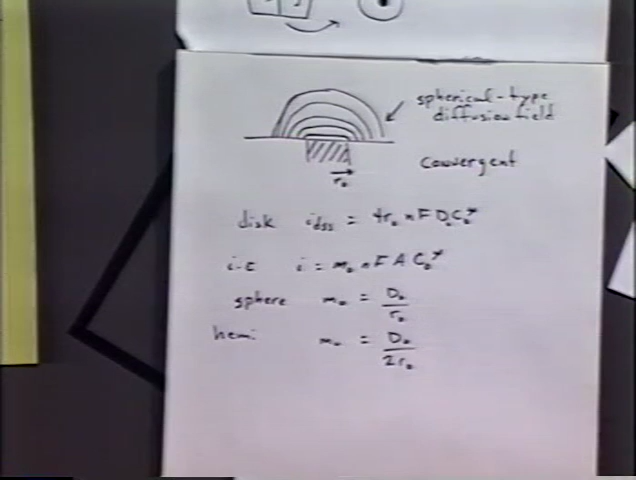 spherical-type
diffusion field
convergent
r₀
disk i_dss = 4r₀nFD₀C₀*
i-E i = m₀nFAC₀*
sphere m₀ = D₀/r₀
hemi m₀ = D₀/2r₀